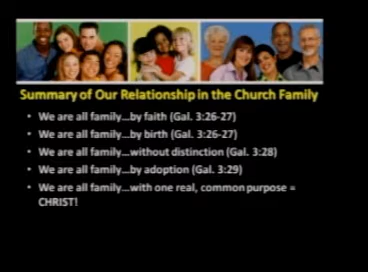 Summary of Our Relationship in the Church Family
• We are all family...by faith (Gal. 3:26-27)
• We are all family...by birth (Gal. 3:26-27)
• We are all family...without distinction (Gal. 3:28)
• We are all family...by adoption (Gal. 3:29)
• We are all family...with one real, common purpose =
CHRIST!